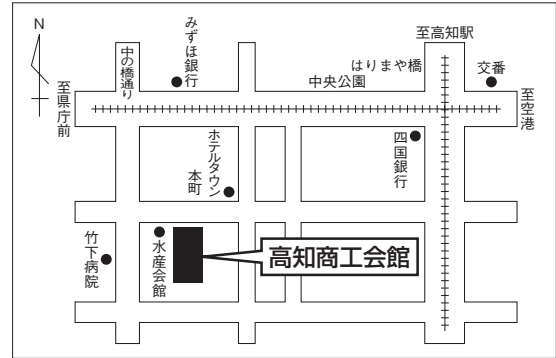 N
至高知駅
中の橋通り
みずほ銀行
はりまや橋
中央公園
交番
至県庁前
至空港
ホテルタウン
本町
四国銀行
竹下病院
水産会館
高知商工会館